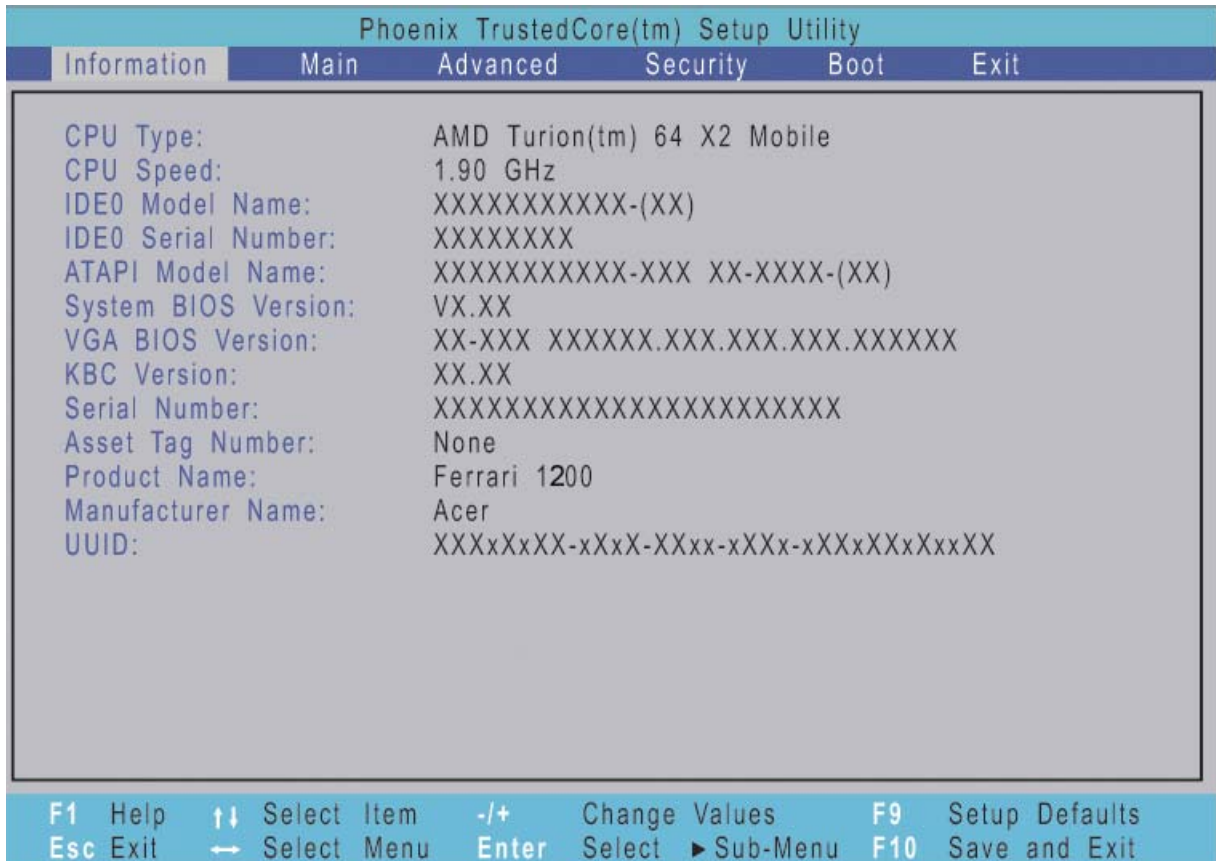 Phoenix TrustedCore(tm) Setup Utility
Information Main Advanced Security Boot Exit
CPU Type: AMD Turion(tm) 64 X2 Mobile
CPU Speed: 1.90 GHz
IDE0 Model Name: XXXXXXXXXXX-(XX)
IDE0 Serial Number: XXXXXXXX
ATAPI Model Name: XXXXXXXXXXX-XXX XX-XXXX-(XX)
System BIOS Version: VX.XX
VGA BIOS Version: XX-XXX XXXXXX.XXX.XXX.XXX.XXXXXX
KBC Version: XX.XX
Serial Number: XXXXXXXXXXXXXXXXXXXXXXX
Asset Tag Number: None
Product Name: Ferrari 1200
Manufacturer Name: Acer
UUID: XXXxXxXX-xXxX-XXxx-xXXx-xXXxXXxXxxXX
F1 Help ↑↓ Select Item -/+ Change Values F9 Setup Defaults
Esc Exit ↔ Select Menu Enter Select ► Sub-Menu F10 Save and Exit